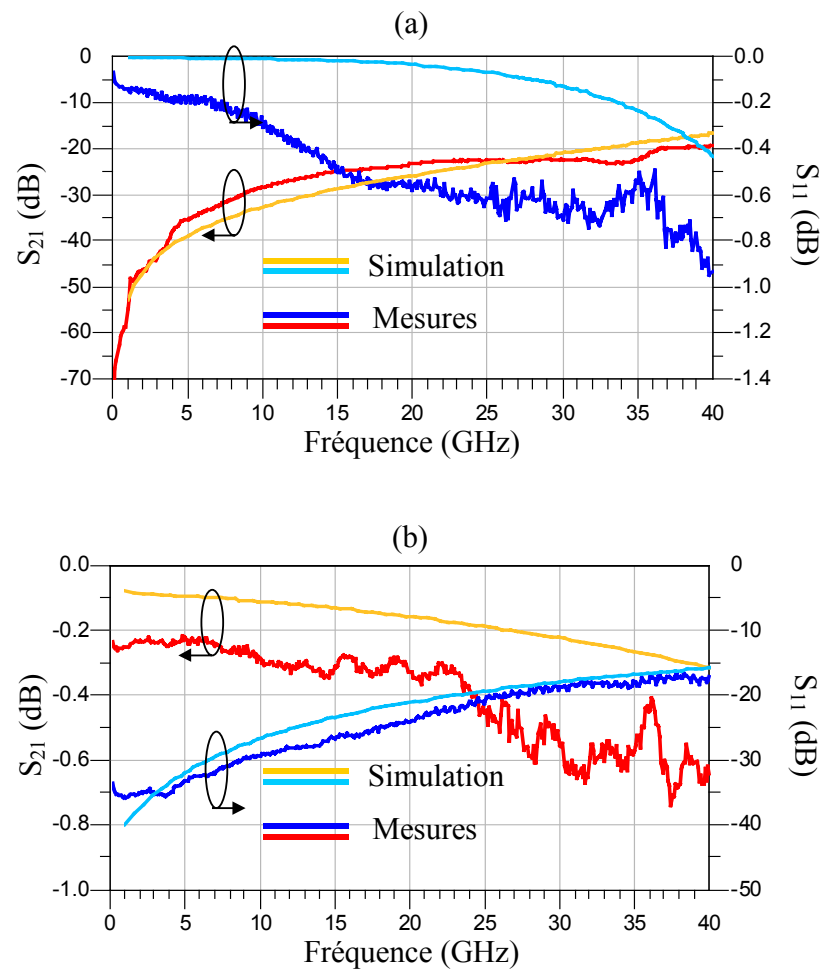 (a)
0
-10
-20
-30
-40
-50
-60
-70
S21 (dB)
0.0
-0.2
-0.4
-0.6
-0.8
-1.0
-1.2
-1.4
S11 (dB)
Simulation
Mesures
0 5 10 15 20 25 30 35 40
Fréquence (GHz)
(b)
0.0
-0.2
-0.4
-0.6
-0.8
-1.0
S21 (dB)
0
-10
-20
-30
-40
-50
S11 (dB)
Simulation
Mesures
0 5 10 15 20 25 30 35 40
Fréquence (GHz)